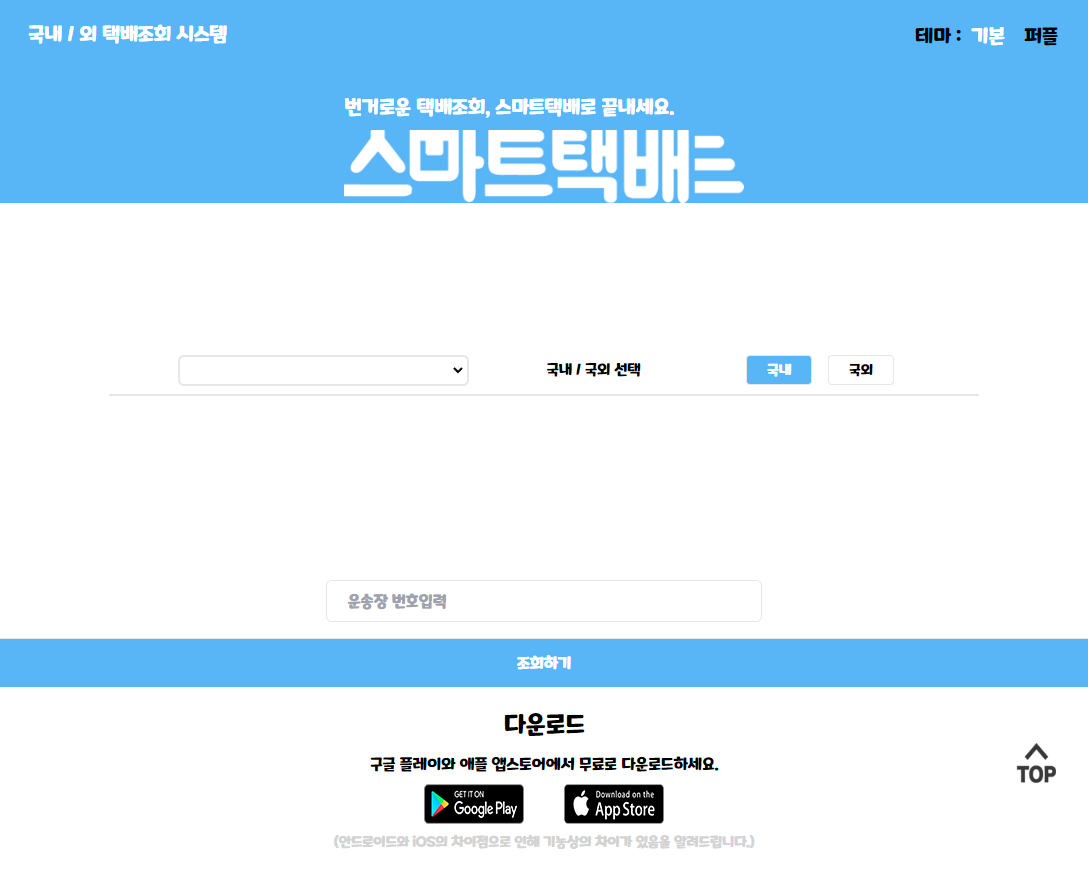 국내 / 외 택배조회 시스템
테마 : 기본 퍼플
번거로운 택배조회, 스마트택배로 끝내세요.
스마트택배
국내 / 국외 선택
국내
국외
운송장 번호입력
조회하기
다운로드
구글 플레이와 애플 앱스토어에서 무료로 다운로드하세요.
TOP
GET IT ON
Google Play
Download on the
App Store
(안드로이드와 iOS의 차이점으로 인해 기능상의 차이가 있음을 알려드립니다.)